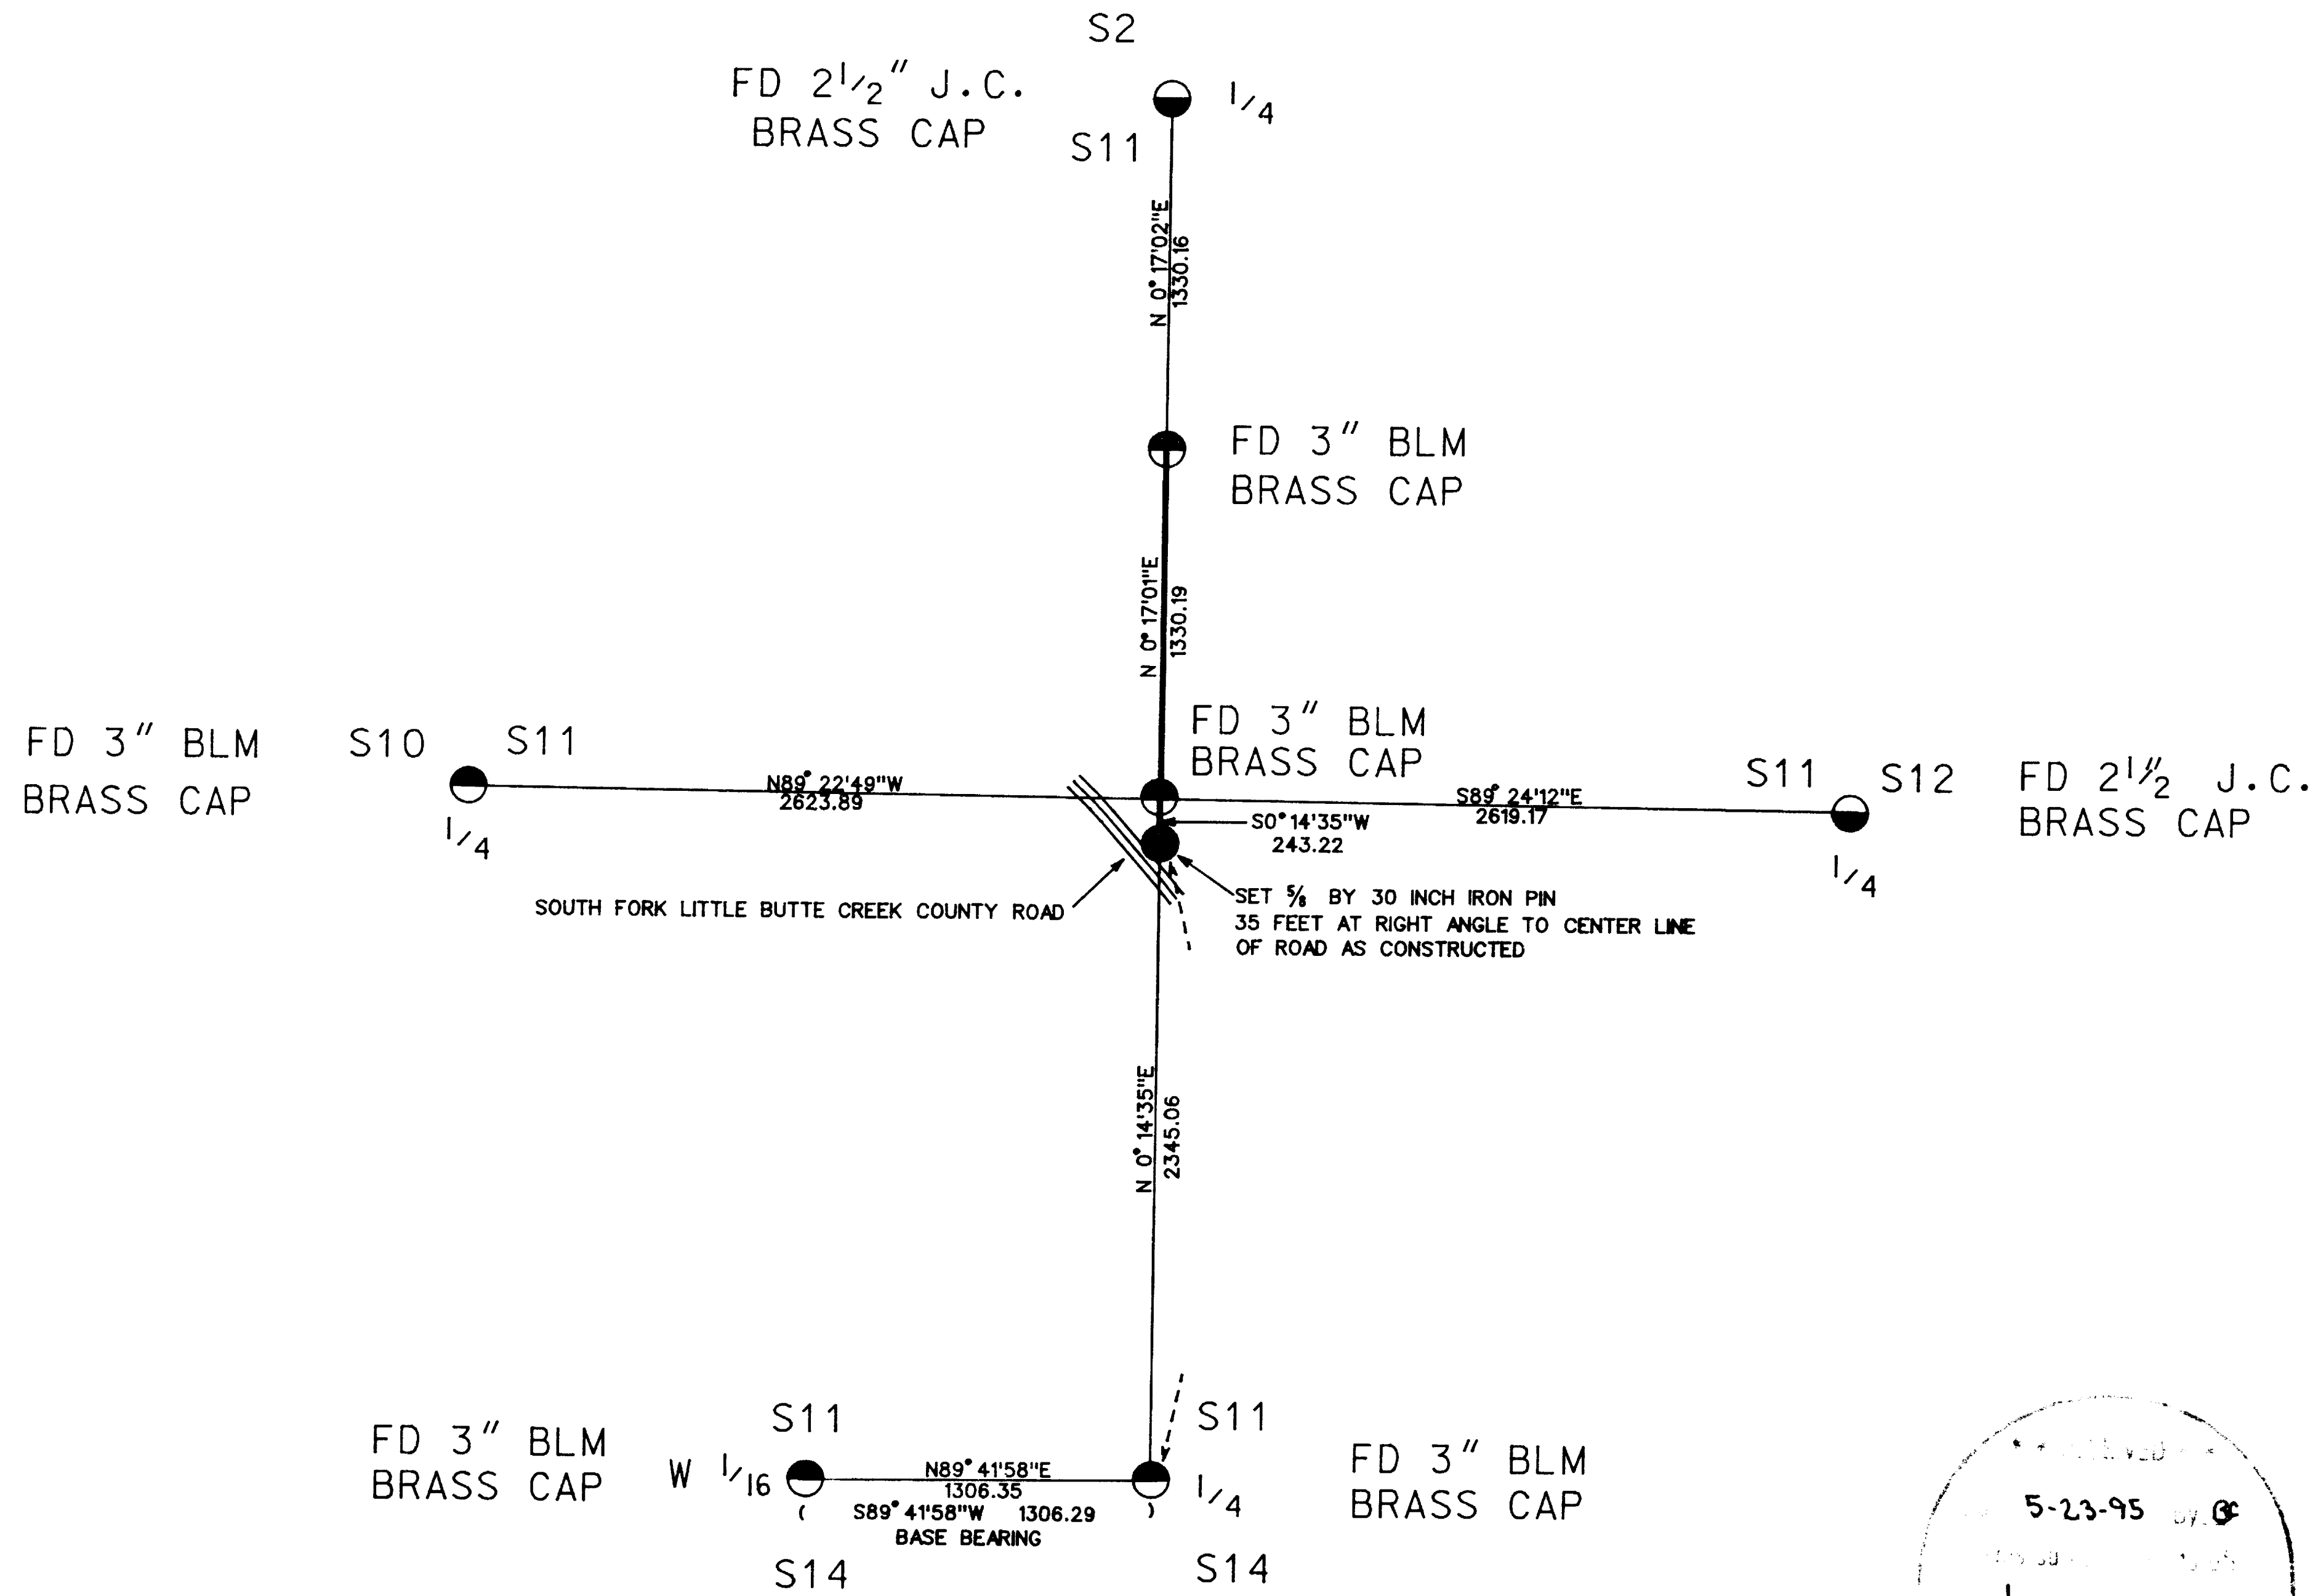 S2
FD 2 1/2" J.C.
BRASS CAP
1/4
S11
N 0° 17'02"E
1330.16
FD 3" BLM
BRASS CAP
N 0° 17'01"E
1330.19
FD 3" BLM
BRASS CAP
FD 3" BLM
BRASS CAP
S10
S11
1/4
N89° 22'49"W
2623.89
S89° 24'12"E
2619.17
S11
S12
FD 2 1/2" J.C.
BRASS CAP
1/4
S0° 14'35"W
243.22
SOUTH FORK LITTLE BUTTE CREEK COUNTY ROAD
SET 5/8 BY 30 INCH IRON PIN
35 FEET AT RIGHT ANGLE TO CENTER LINE
OF ROAD AS CONSTRUCTED
N 0° 14'35"E
2345.06
FD 3" BLM
BRASS CAP
S11
W 1/16
N89° 41'58"E
1306.35
( S89° 41'58"W 1306.29 )
BASE BEARING
S11
1/4
FD 3" BLM
BRASS CAP
S14
S14
5-23-95 by